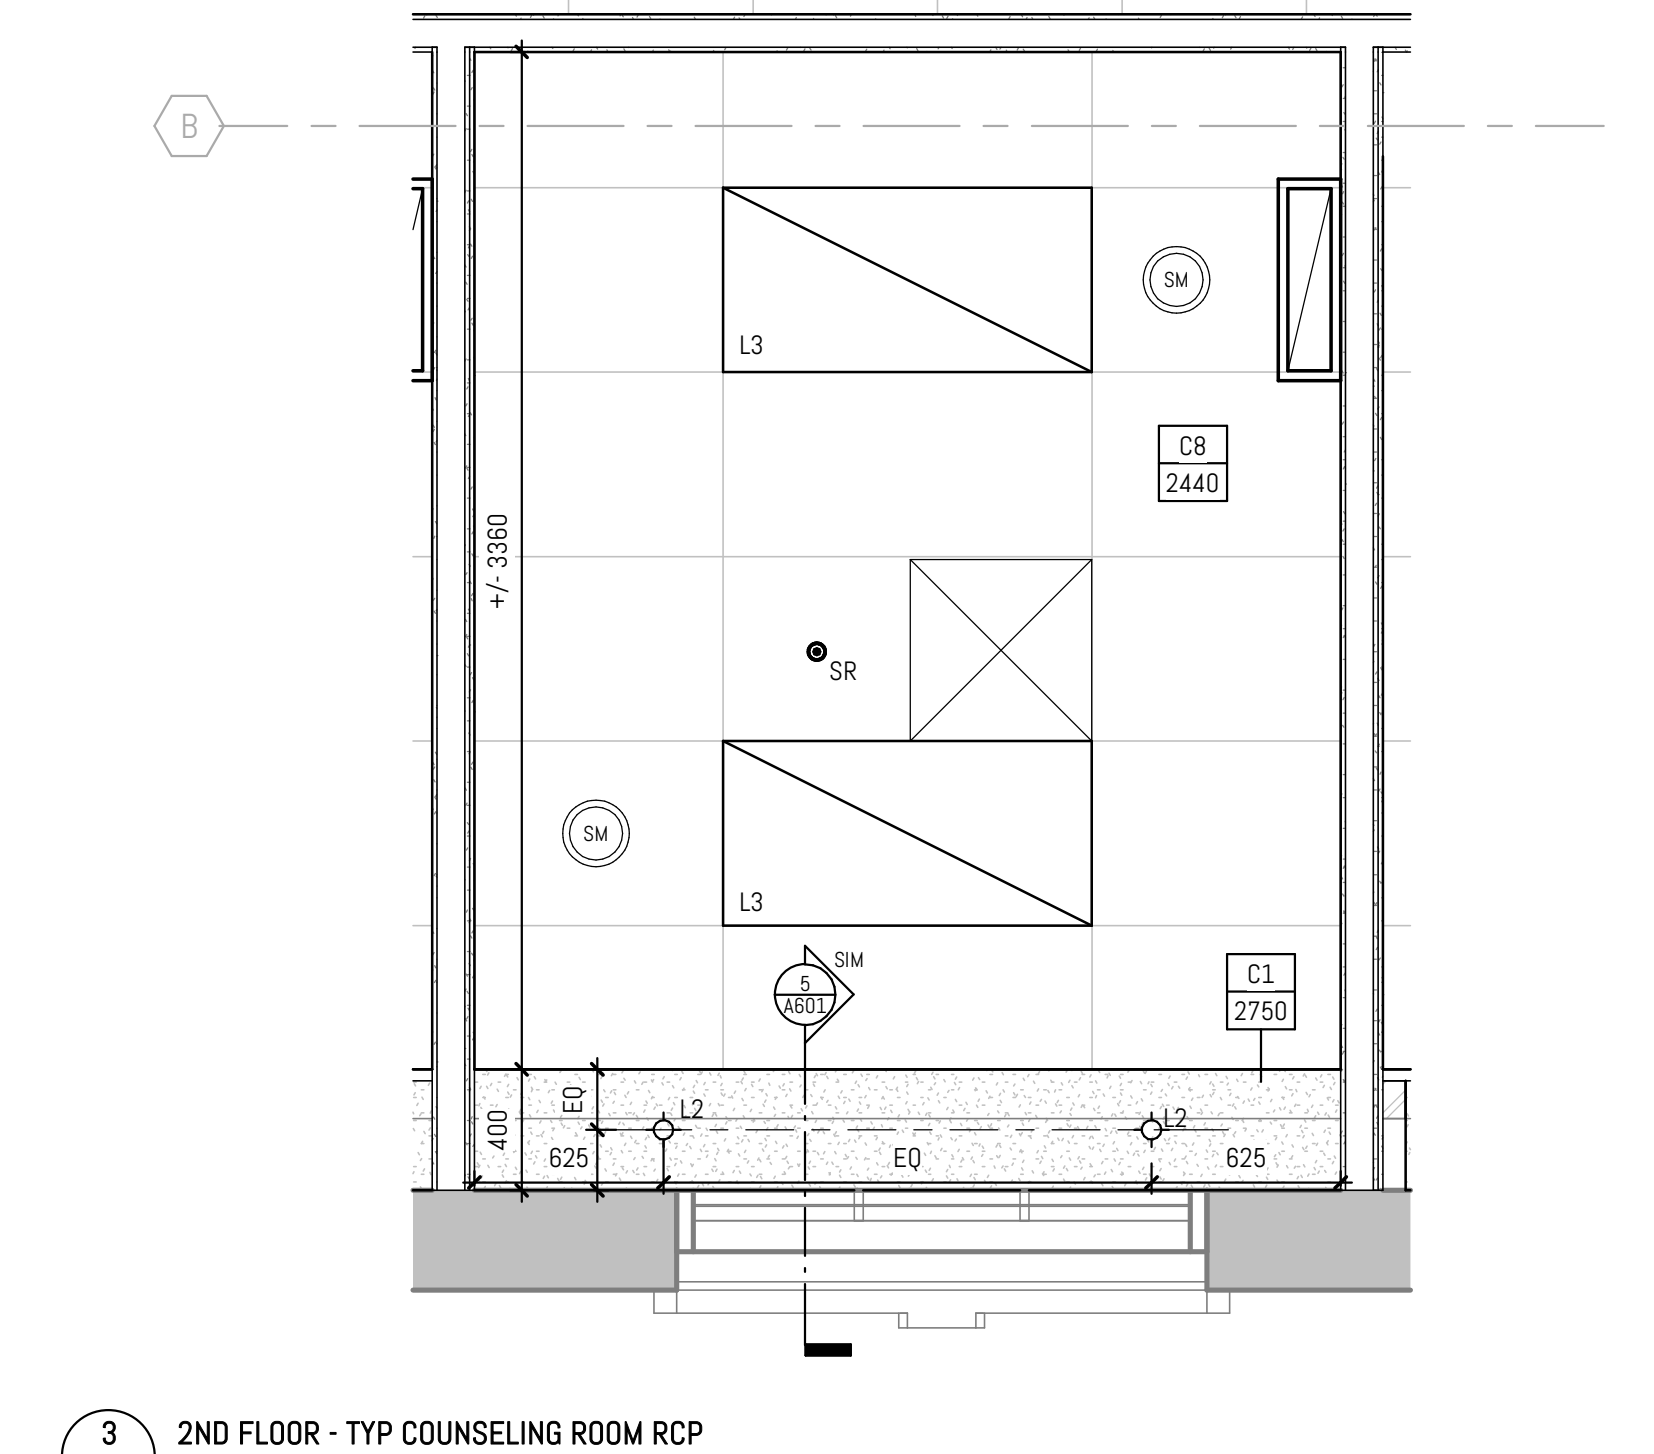 B
SM
L3
C8
2440
+/- 3360
SR
SM
L3
SIM
5
A601
C1
2750
EQ
L2
L2
400
625
EQ
625
3
2ND FLOOR - TYP COUNSELING ROOM RCP